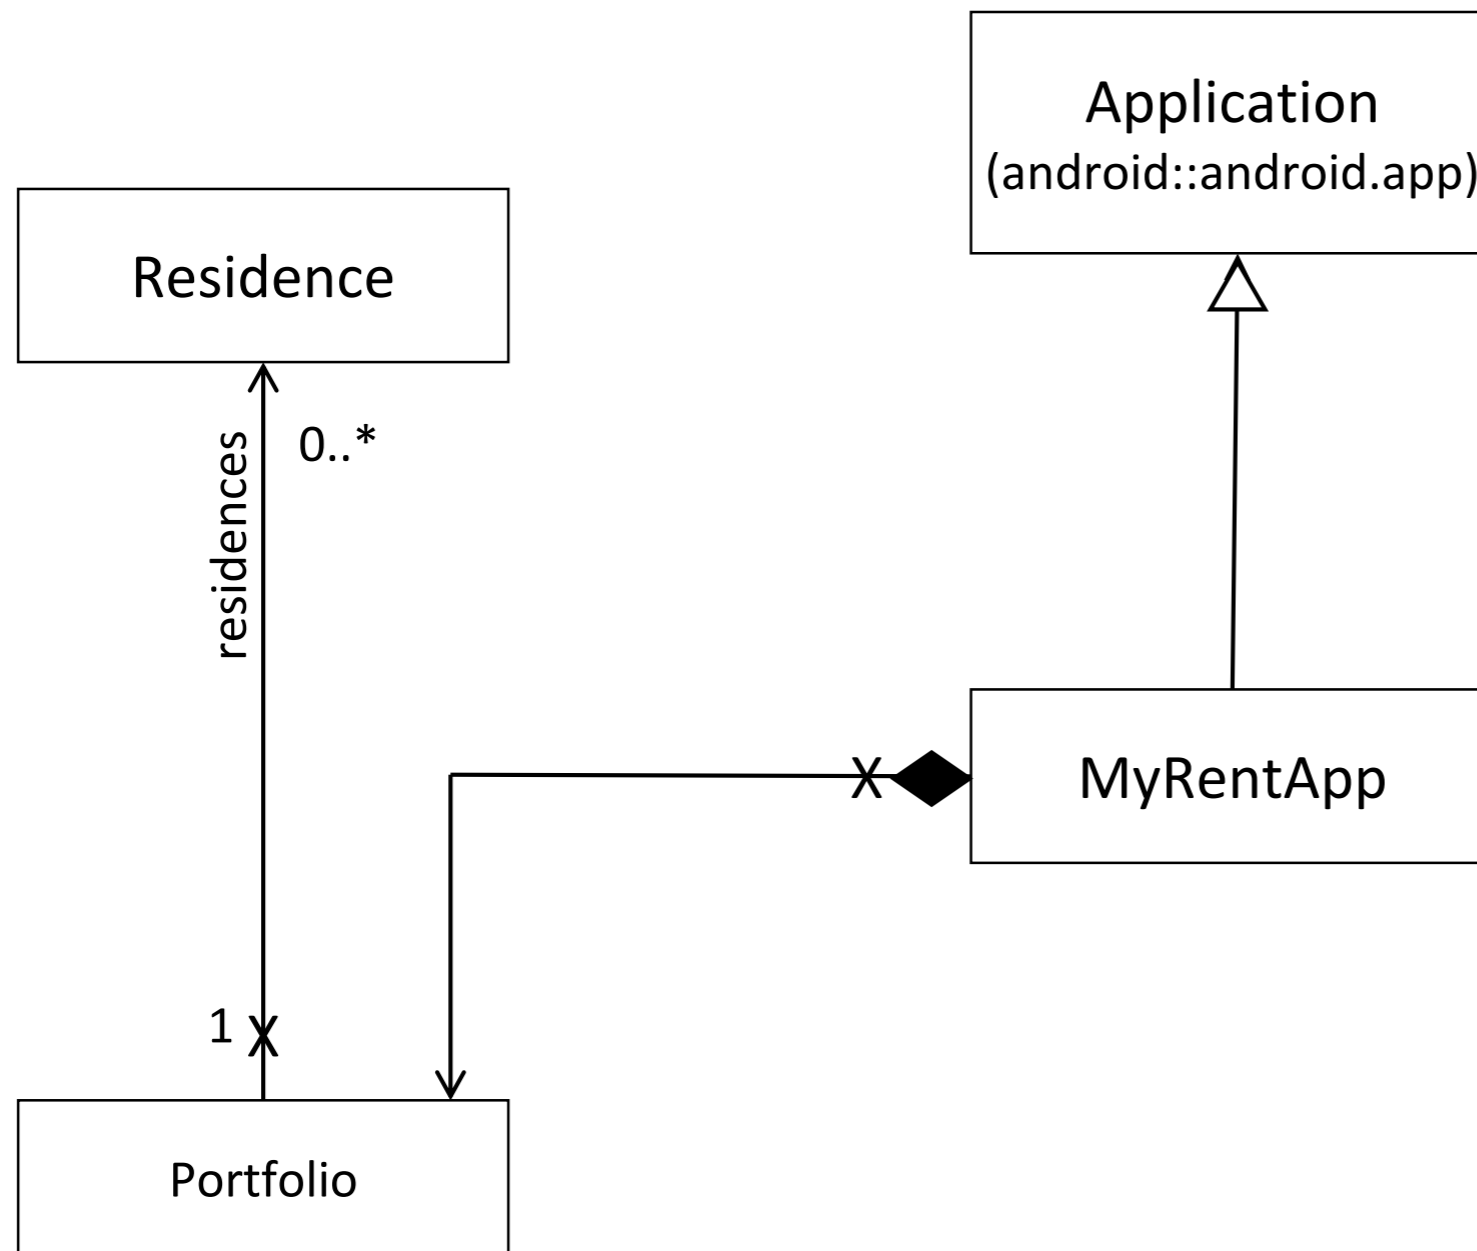 Application
(android::android.app)
Residence
0..*
residences
MyRentApp
X
1 X
Portfolio